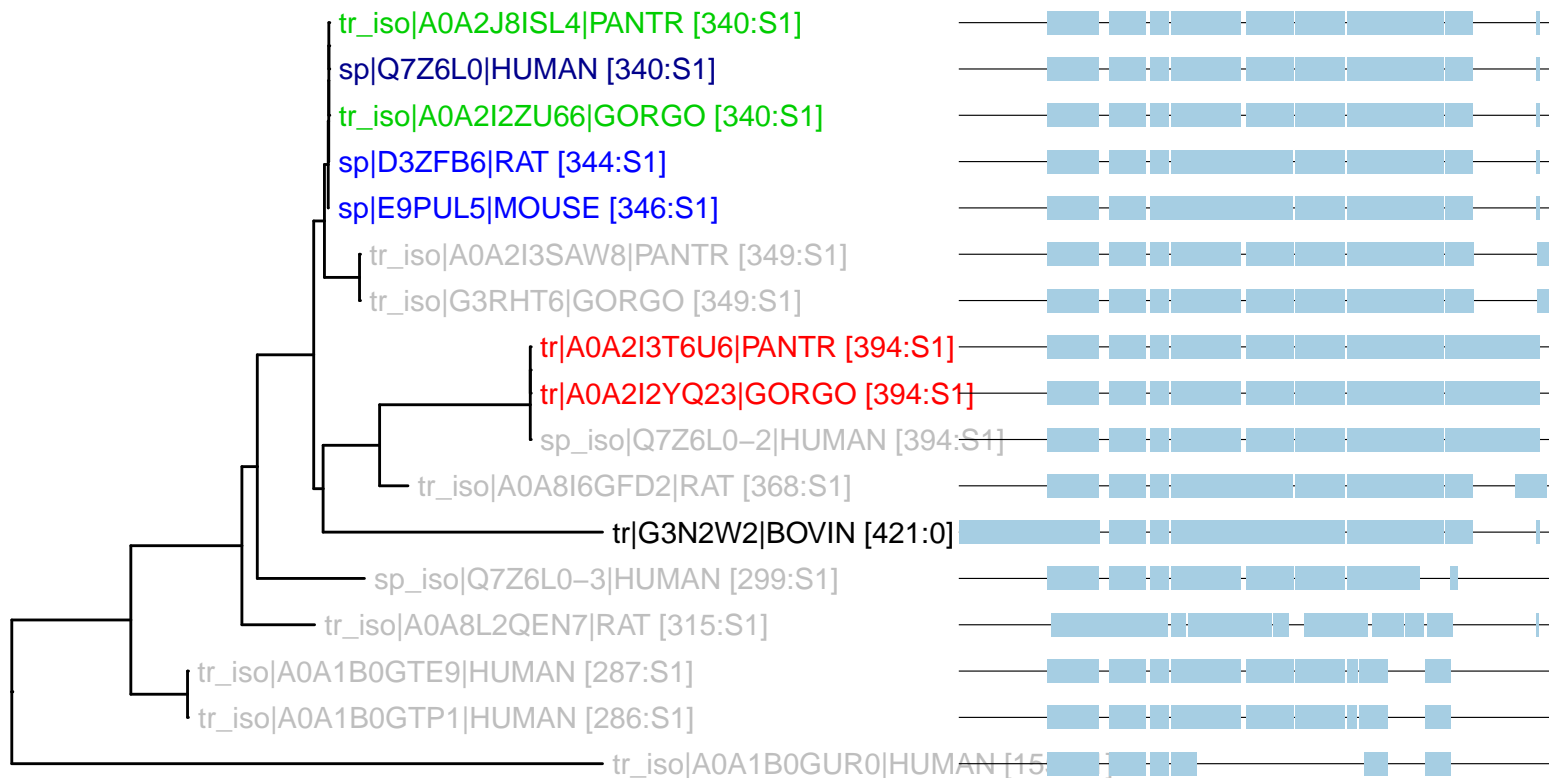 tr_iso|A0A2J8ISL4|PANTR [340:S1]
sp|Q7Z6L0|HUMAN [340:S1]
tr_iso|A0A2I2ZU66|GORGO [340:S1]
sp|D3ZFB6|RAT [344:S1]
sp|E9PUL5|MOUSE [346:S1]
tr_iso|A0A2I3SAW8|PANTR [349:S1]
tr_iso|G3RHT6|GORGO [349:S1]
tr|A0A2I3T6U6|PANTR [394:S1]
tr|A0A2I2YQ23|GORGO [394:S1]
sp_iso|Q7Z6L0−2|HUMAN [394:S1]
tr_iso|A0A8I6GFD2|RAT [368:S1]
tr|G3N2W2|BOVIN [421:0]
sp_iso|Q7Z6L0−3|HUMAN [299:S1]
tr_iso|A0A8L2QEN7|RAT [315:S1]
tr_iso|A0A1B0GTE9|HUMAN [287:S1]
tr_iso|A0A1B0GTP1|HUMAN [286:S1]
tr_iso|A0A1B0GUR0|HUMAN